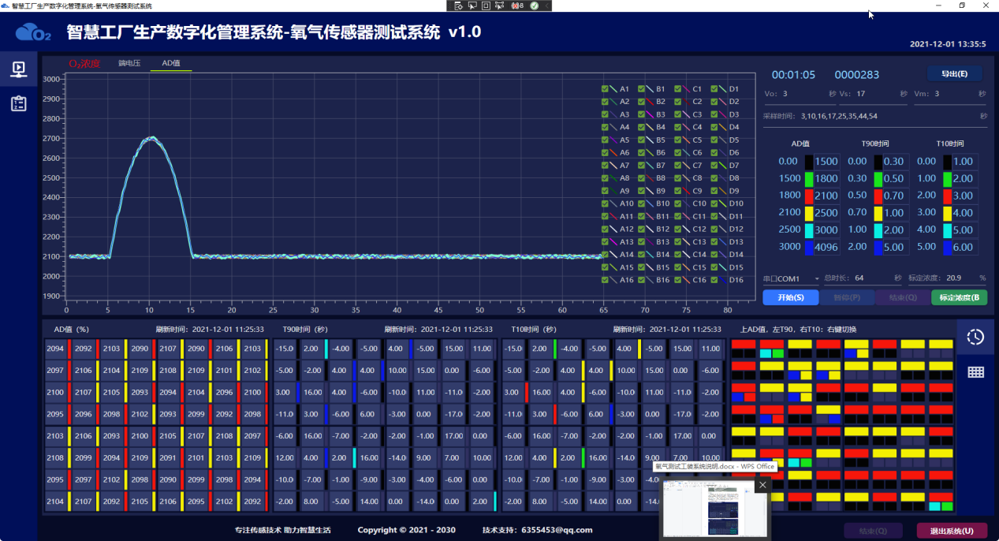 智慧工厂生产数字化管理系统-氧气传感器测试系统
智慧工厂生产数字化管理系统-氧气传感器测试系统 v1.0
2021-12-01 13:35:5
O₂浓度 端电压 AD值
3000
2900
2800
2700
2600
2500
2400
2300
2200
2100
2000
1900
0 5 10 15 20 25 30 35 40 45 50 55 60 65 70 75 80
A1 B1 C1 D1
A2 B2 C2 D2
A3 B3 C3 D3
A4 B4 C4 D4
A5 B5 C5 D5
A6 B6 C6 D6
A7 B7 C7 D7
A8 B8 C8 D8
A9 B9 C9 D9
A10 B10 C10 D10
A11 B11 C11 D11
A12 B12 C12 D12
A13 B13 C13 D13
A14 B14 C14 D14
A15 B15 C15 D15
A16 B16 C16 D16
00:01:05 0000283 导出(E)
Vo: 3 秒 Vs: 17 秒 Vm: 3 秒
采样时间: 3,10,16,17,25,35,44,54 秒
AD值 T90时间 T10时间
0.00 1500 0.00 0.30 0.00 1.00
1500 1800 0.30 0.50 1.00 2.00
1800 2100 0.50 0.70 2.00 3.00
2100 2500 0.70 1.00 3.00 4.00
2500 3000 1.00 2.00 4.00 5.00
3000 4096 2.00 5.00 5.00 6.00
串口COM1 总时长: 64 秒 标定浓度: 20.9 %
开始(S) 暂停(P) 结束(Q) 标定浓度(B
AD值 (%) 刷新时间: 2021-12-01 11:25:33 T90时间 (秒) 刷新时间: 2021-12-01 11:25:33 T10时间 (秒) 刷新时间: 2021-12-01 11:25:33 上AD值，左T90，右T10：右键切换
2094 2092 2103 2090 2107 2090 2106 2103 -15.0 2.00 -4.00 -5.00 4.00 -5.00 15.00 11.00 -15.0 2.00 -4.00 -5.00 4.00 -5.00 15.00 11.00
2097 2106 2104 2109 2108 2109 2101 2102 -5.00 -2.00 4.00 4.00 10.00 15.00 0.00 -6.00 -5.00 -2.00 4.00 4.00 10.00 15.00 0.00 -6.00
2100 2107 2105 2093 2094 2104 2096 2100 3.00 16.00 4.00 -6.00 -10.0 11.00 -11.0 -2.00 3.00 16.00 4.00 -6.00 -10.0 11.00 -11.0 -2.00
2095 2096 2098 2102 2093 2099 2092 2098 -11.0 3.00 -6.00 6.00 -3.00 0.00 -17.0 -2.00 -11.0 3.00 -6.00 6.00 -3.00 0.00 -17.0 -2.00
2103 2106 2093 2100 2105 2107 2108 2097 -6.00 16.00 -7.00 -2.00 -2.00 -1.00 17.00 0.00 -6.00 16.00 -7.00 -2.00 -2.00 -1.00 17.00 0.00
2108 2099 2094 2109 2091 2101 2103 2109 12.00 4.00 2.00 16.00 -14.0 9.00 7.00 10.00 12.00 4.00 2.00 16.00 -14.0 9.00 7.00 10.00
2095 2097 2102 2098 2090 2099 2098 2094 -10.0 -7.00 -1.00 -9.00 -3.00 -4.00 -6.00 0.00 -10.0 -7.00 -1.00 -9.00 -3.00
2104 2107 2092 2105 2106 2095 2102 2092 -2.00 8.00 -5.00 14.00 0.00 -14.0 0.00 2.00 -2.00 8.00 -5.00 14.00 0.00
氧气测试工装系统说明.docx - WPS Office
专注传感技术 助力智慧生活 Copyright © 2021 - 2030 技术支持：6355453@qq.com 结束(Q) 退出系统(U)